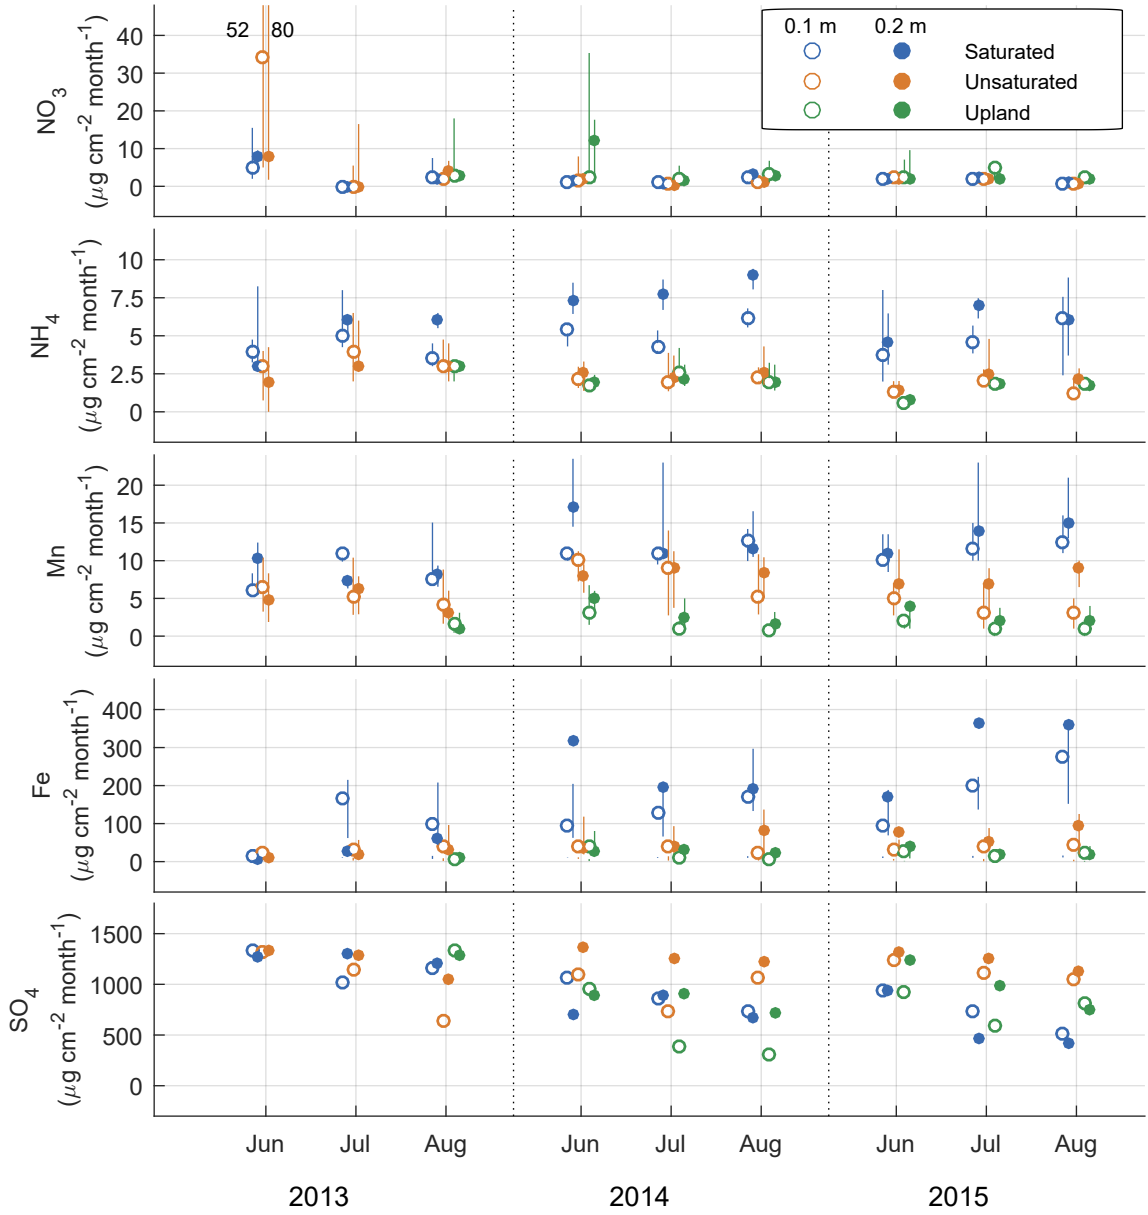 52 80
0.1 m 0.2 m
Saturated
Unsaturated
Upland
NO3
(μg cm-2 month-1)
40
30
20
10
0
NH4
(μg cm-2 month-1)
10
7.5
5
2.5
0
Mn
(μg cm-2 month-1)
20
15
10
5
0
Fe
(μg cm-2 month-1)
400
300
200
100
0
SO4
(μg cm-2 month-1)
1500
1000
500
0
Jun Jul Aug Jun Jul Aug Jun Jul Aug
2013 2014 2015